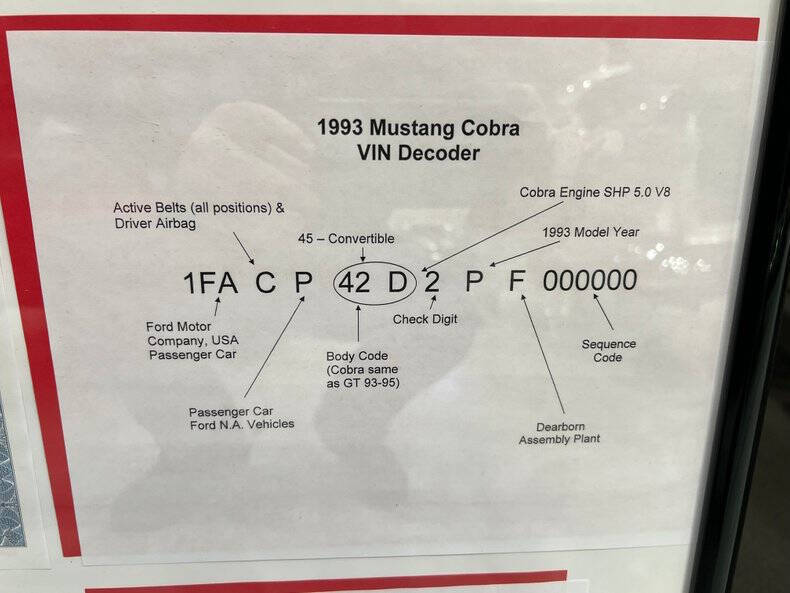 1993 Mustang Cobra
VIN Decoder
Cobra Engine SHP 5.0 V8
Active Belts (all positions) &
Driver Airbag
45 – Convertible
1993 Model Year
1FA C P 42 D 2 P F 000000
Check Digit
Ford Motor
Company, USA
Passenger Car
Body Code
(Cobra same
as GT 93-95)
Sequence
Code
Passenger Car
Ford N.A. Vehicles
Dearborn
Assembly Plant